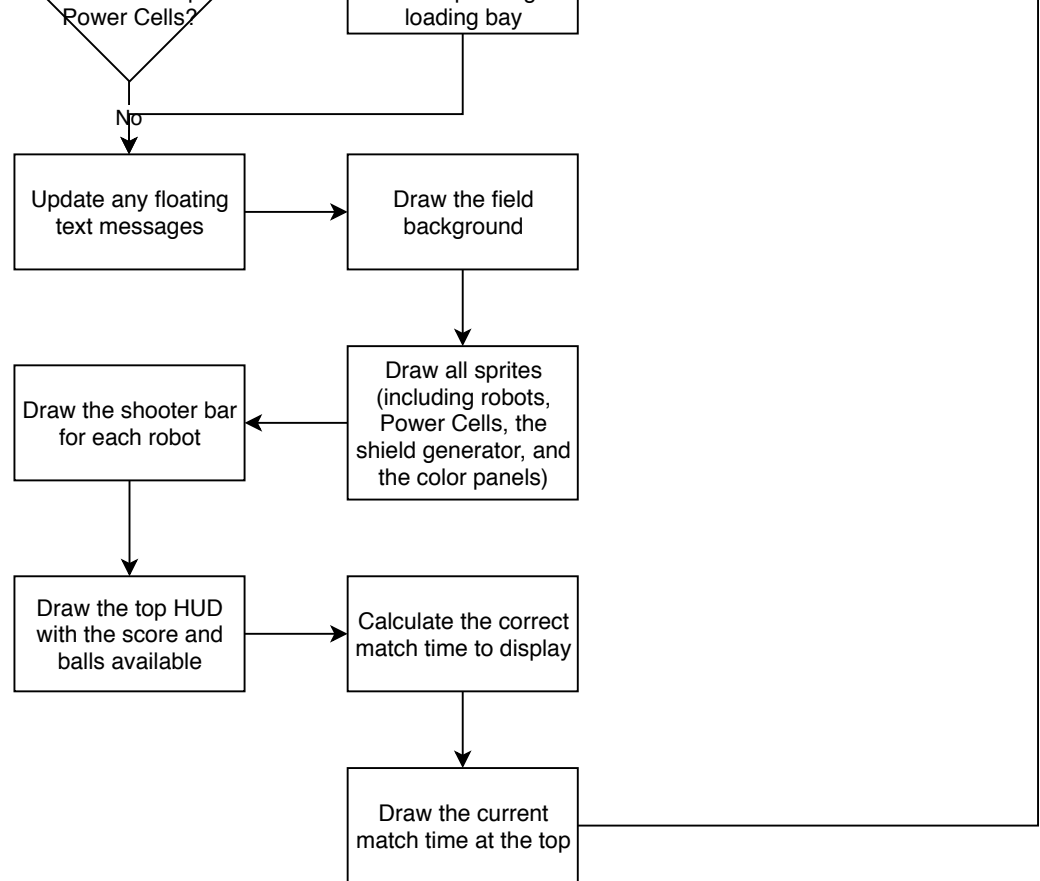 Power Cells?
loading bay
No
Update any floating
text messages
Draw the field
background
Draw all sprites
(including robots,
Power Cells, the
shield generator, and
the color panels)
Draw the shooter bar
for each robot
Draw the top HUD
with the score and
balls available
Calculate the correct
match time to display
Draw the current
match time at the top